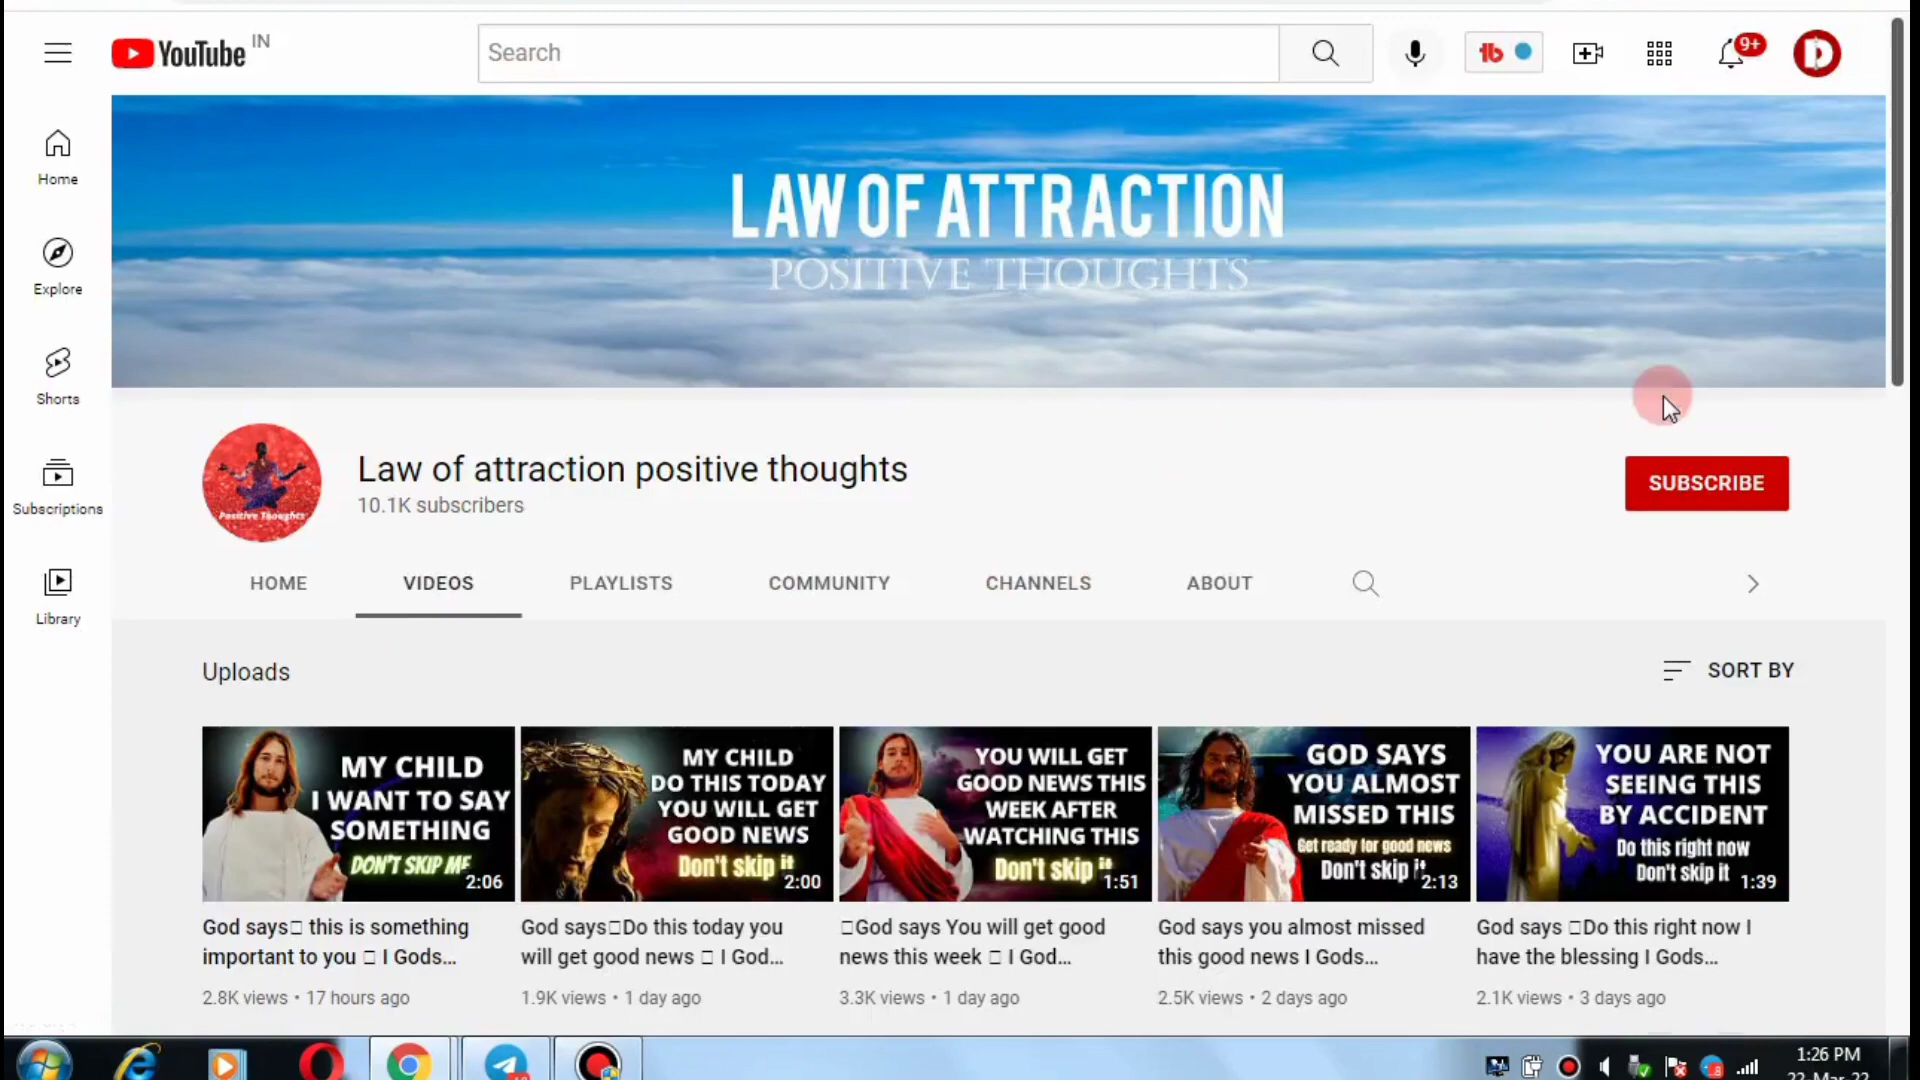 YouTube IN
Search
9+
Home
Explore
Shorts
Subscriptions
Library
LAW OF ATTRACTION
POSITIVE THOUGHTS
Positive Thoughts
Law of attraction positive thoughts
10.1K subscribers
SUBSCRIBE
HOME VIDEOS PLAYLISTS COMMUNITY CHANNELS ABOUT
Uploads
SORT BY
MY CHILD
I WANT TO SAY
SOMETHING
DON'T SKIP ME
2:06
God says this is something
important to you I Gods...
2.8K views • 17 hours ago
MY CHILD
DO THIS TODAY
YOU WILL GET
GOOD NEWS
Don't skip it
2:00
God says Do this today you
will get good news I God...
1.9K views • 1 day ago
YOU WILL GET
GOOD NEWS THIS
WEEK AFTER
WATCHING THIS
Don't skip it
1:51
God says You will get good
news this week I God...
3.3K views • 1 day ago
GOD SAYS
YOU ALMOST
MISSED THIS
Get ready for good news
Don't skip it
2:13
God says you almost missed
this good news I Gods...
2.5K views • 2 days ago
YOU ARE NOT
SEEING THIS
BY ACCIDENT
Do this right now
Don't skip it
1:39
God says Do this right now I
have the blessing I Gods...
2.1K views • 3 days ago
1:26 PM
22-Mar-22